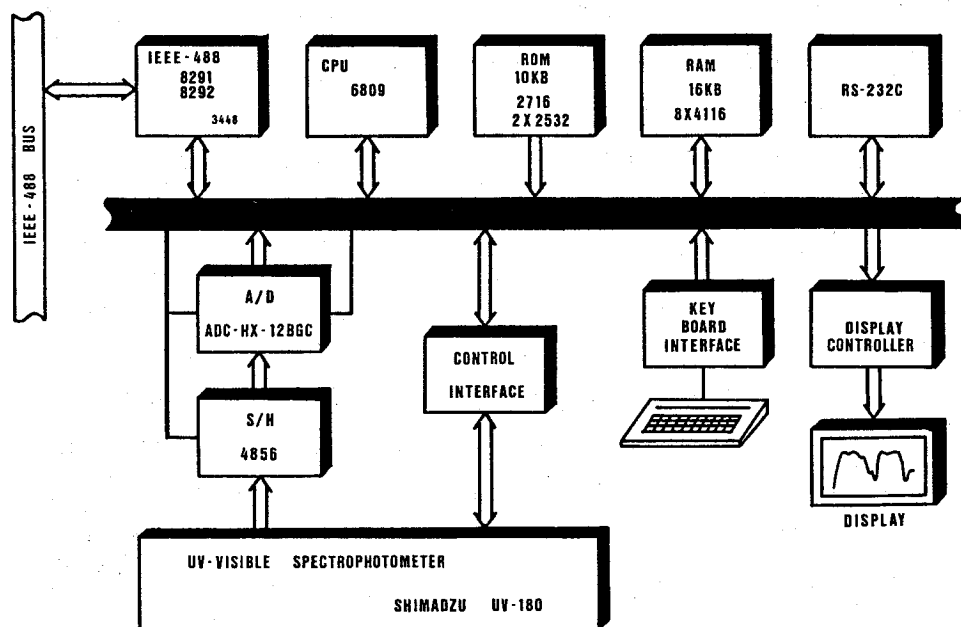 IEEE-488 BUS
IEEE-488
8291
8292
3448
CPU
6809
ROM
10KB
2716
2X2532
RAM
16KB
8X4116
RS-232C
A/D
ADC-HX-12BGC
S/H
4856
CONTROL
INTERFACE
KEY
BOARD
INTERFACE
DISPLAY
CONTROLLER
DISPLAY
UV-VISIBLE SPECTROPHOTOMETER
SHIMADZU UV-180